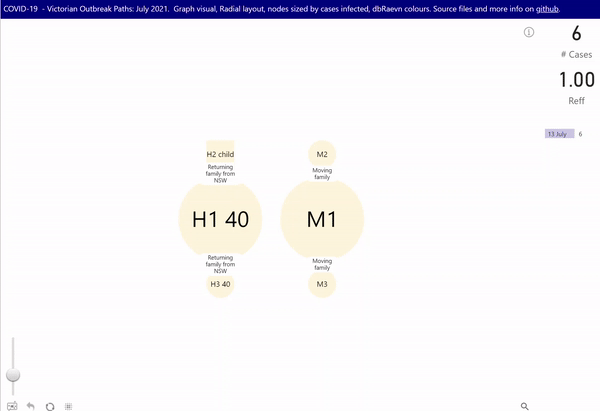 COVID-19 - Victorian Outbreak Paths: July 2021. Graph visual, Radial layout, nodes sized by cases infected, dbRaevn colours. Source files and more info on github.
6
# Cases
1.00
Reff
13 July 6
H2 child
Returning
family from
NSW
H1 40
Returning
family from
NSW
H3 40
M2
Moving
family
M1
Moving
family
M3